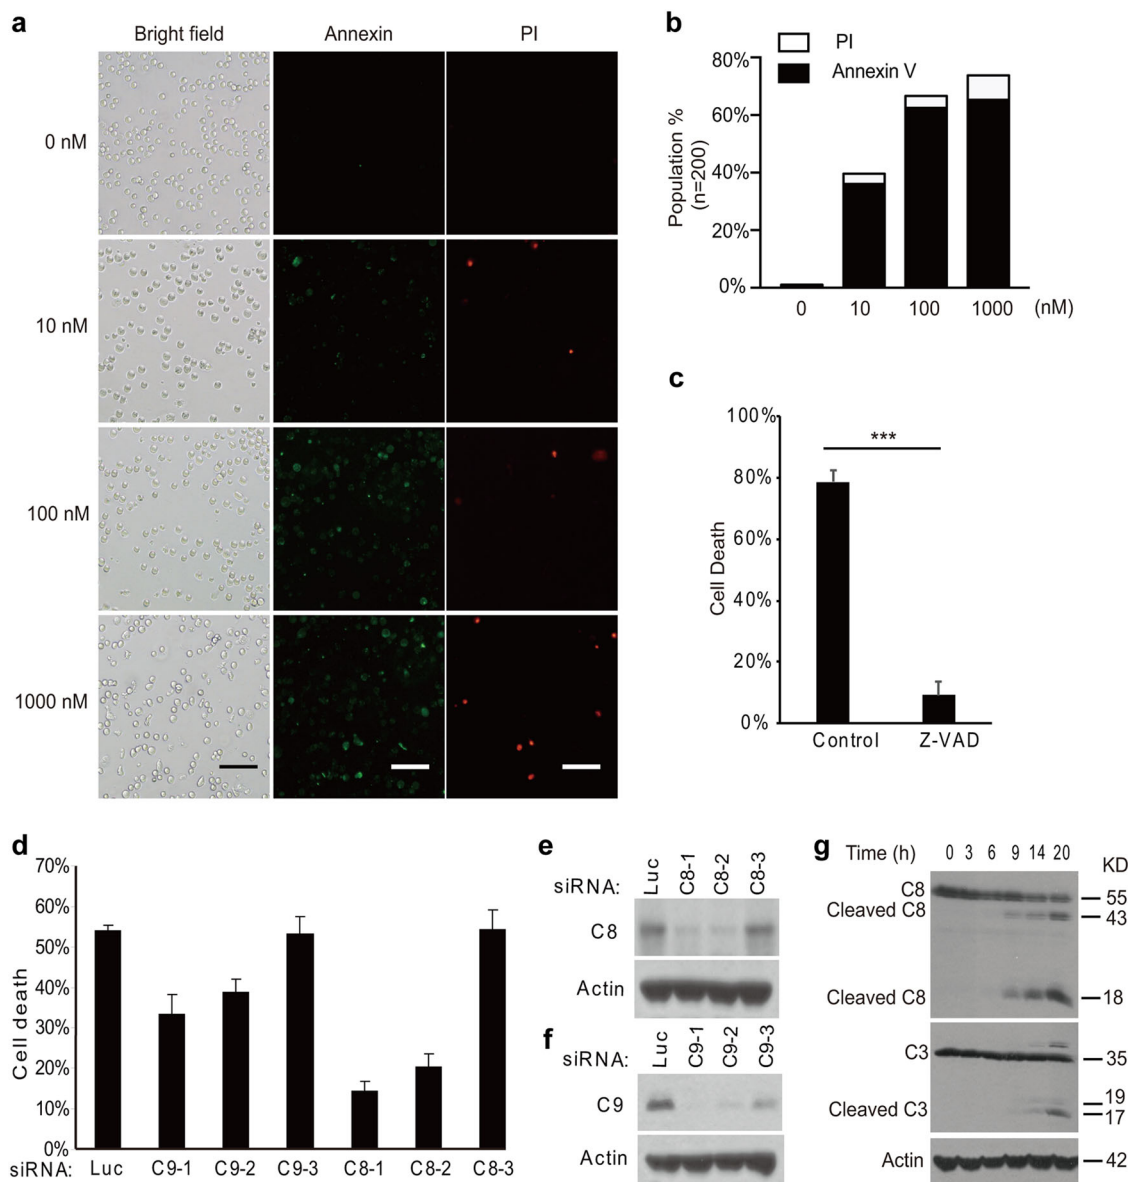 a
Bright field Annexin PI
0 nM
10 nM
100 nM
1000 nM
b
PI
Annexin V
Population %
(n=200)
80%
60%
40%
20%
0%
0 10 100 1000 (nM)
c
Cell Death
100%
80%
60%
40%
20%
0%
***
Control Z-VAD
d
Cell death
70%
60%
50%
40%
30%
20%
10%
0%
siRNA: Luc C9-1 C9-2 C9-3 C8-1 C8-2 C8-3
e
siRNA: Luc C8-1 C8-2 C8-3
C8
Actin
f
siRNA: Luc C9-1 C9-2 C9-3
C9
Actin
g
Time (h) 0 3 6 9 14 20 KD
C8 55
Cleaved C8 43
Cleaved C8 18
C3 35
19
Cleaved C3 17
Actin 42